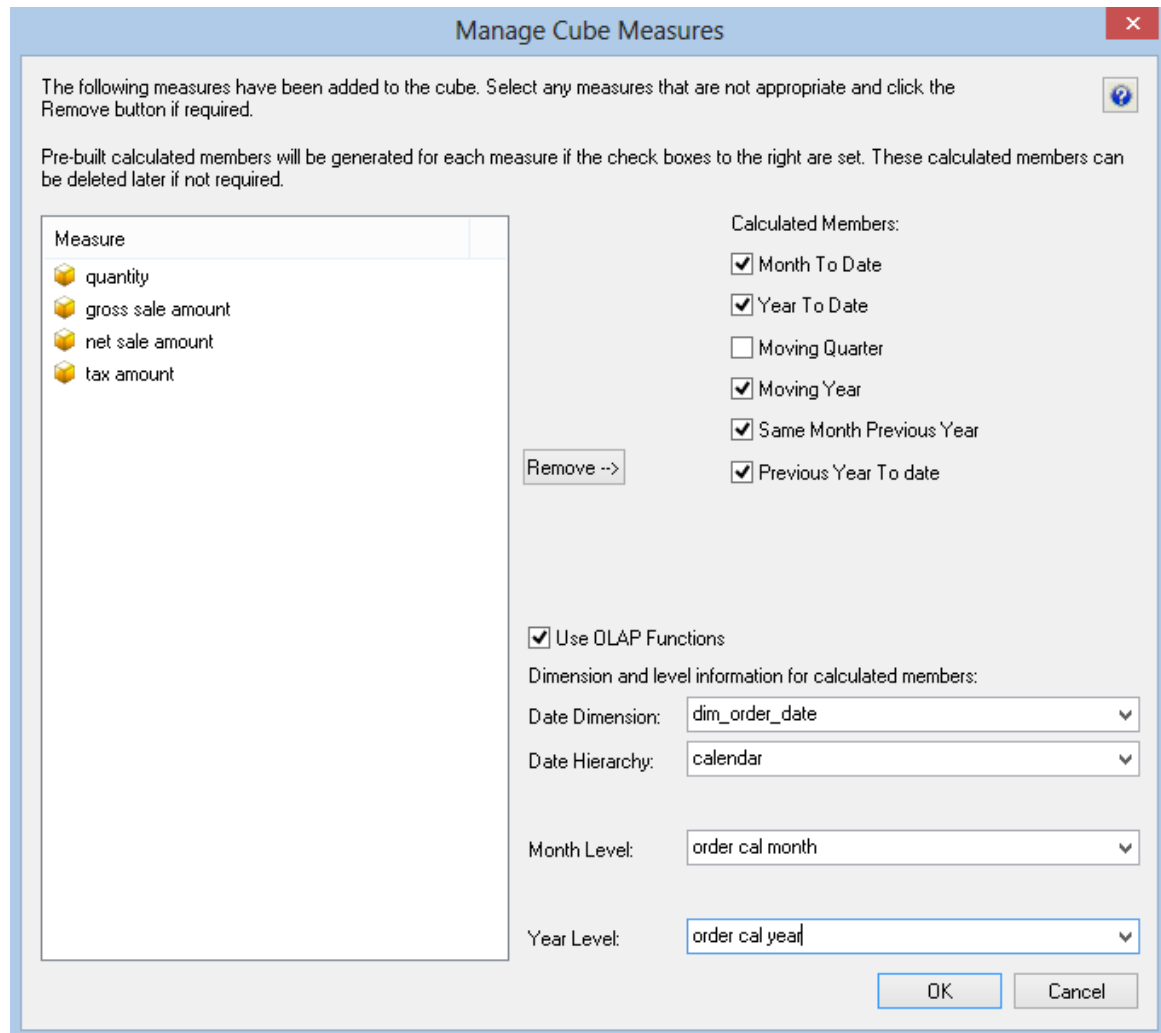 Manage Cube Measures
The following measures have been added to the cube. Select any measures that are not appropriate and click the
Remove button if required.
Pre-built calculated members will be generated for each measure if the check boxes to the right are set. These calculated members can
be deleted later if not required.
Measure
quantity
gross sale amount
net sale amount
tax amount
Remove -->
Calculated Members:
Month To Date
Year To Date
Moving Quarter
Moving Year
Same Month Previous Year
Previous Year To date
Use OLAP Functions
Dimension and level information for calculated members:
Date Dimension: dim_order_date
Date Hierarchy: calendar
Month Level: order cal month
Year Level: order cal year
OK Cancel